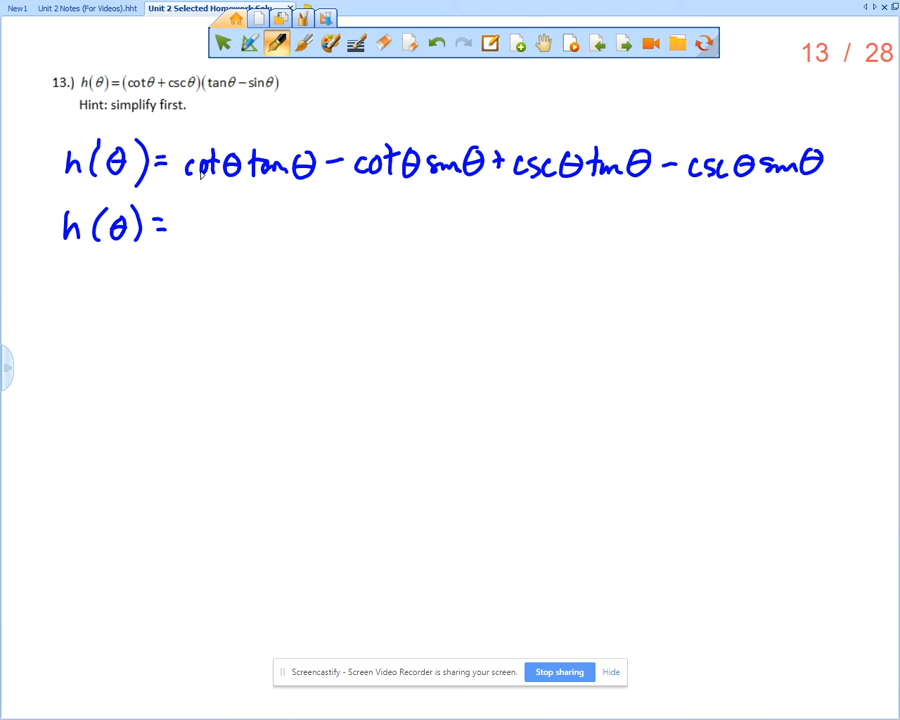 New1 Unit 2 Notes (For Videos).hht Unit 2 Selected Homework Solu
13 / 28
13.) h(θ)=(cotθ+cscθ)(tanθ−sinθ)
Hint: simplify first.
h(θ)= cotθ tanθ − cotθ sinθ + cscθ tanθ − cscθ sinθ
h(θ)=
Screencastify - Screen Video Recorder is sharing your screen. Stop sharing Hide